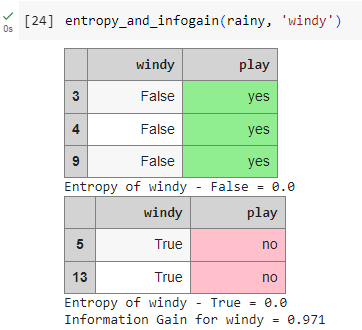 0s [24] entropy_and_infogain(rainy, 'windy')
windy play
3 False yes
4 False yes
9 False yes
Entropy of windy - False = 0.0
windy play
5 True no
13 True no
Entropy of windy - True = 0.0
Information Gain for windy = 0.971